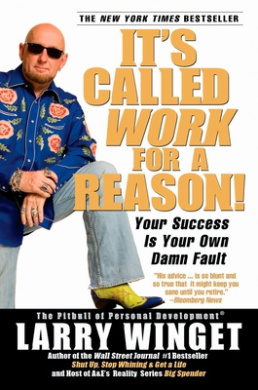 THE NEW YORK TIMES BESTSELLER
IT'S
CALLED
WORK
FOR A
REASON!
Your Success
Is Your Own
Damn Fault
"His advice ... is so blunt and
so true that it might keep you
sane until you retire."
—Bloomberg News
The Pitbull of Personal Development®
LARRY WINGET
Author of the Wall Street Journal #1 Bestseller
Shut Up, Stop Whining & Get a Life
and Host of A&E's Reality Series Big Spender